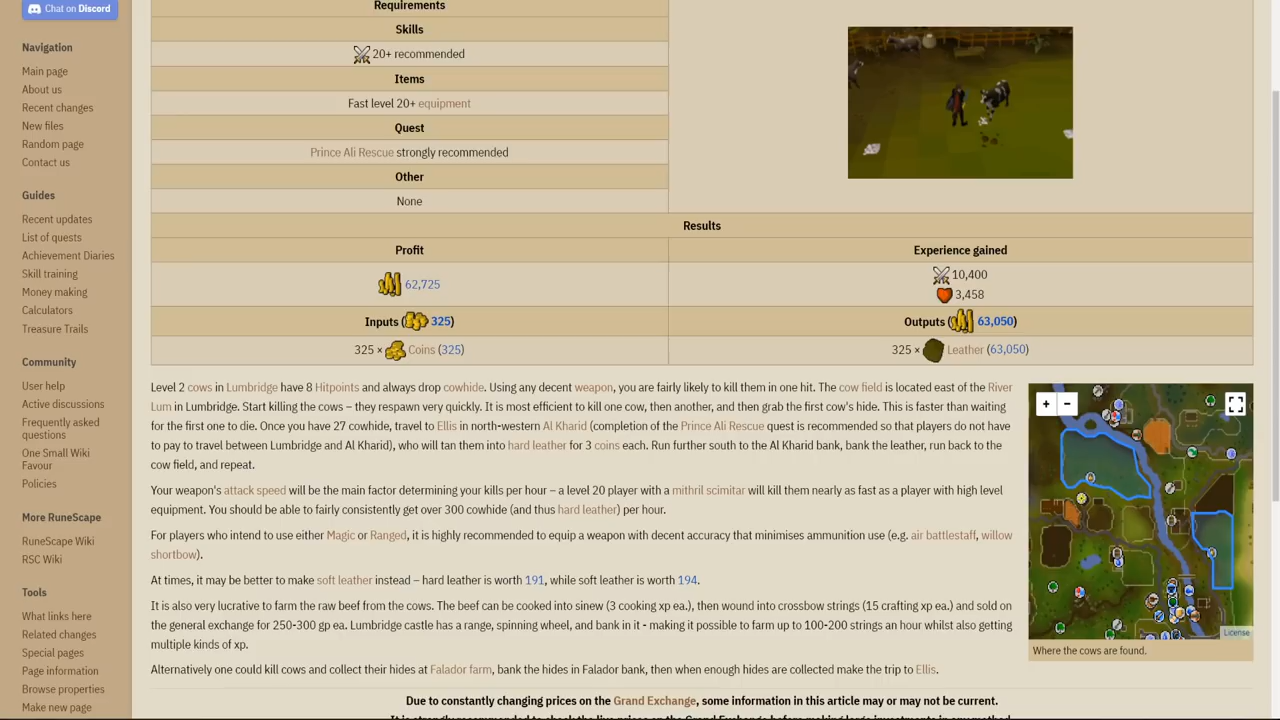 Chat on Discord
Navigation
Main page
About us
Recent changes
New files
Random page
Contact us
Guides
Recent updates
List of quests
Achievement Diaries
Skill training
Money making
Calculators
Treasure Trails
Community
User help
Active discussions
Frequently asked
questions
One Small Wiki
Favour
Policies
More RuneScape
RuneScape Wiki
RSC Wiki
Tools
What links here
Related changes
Special pages
Page information
Browse properties
Make new page
Requirements
Skills
20+ recommended
Items
Fast level 20+ equipment
Quest
Prince Ali Rescue strongly recommended
Other
None
Results
Profit
Experience gained
62,725
10,400
3,458
Inputs (325)
Outputs (63,050)
325 × Coins (325)
325 × Leather (63,050)
Level 2 cows in Lumbridge have 8 Hitpoints and always drop cowhide. Using any decent weapon, you are fairly likely to kill them in one hit. The cow field is located east of the River
Lum in Lumbridge. Start killing the cows – they respawn very quickly. It is most efficient to kill one cow, then another, and then grab the first cow's hide. This is faster than waiting
for the first one to die. Once you have 27 cowhide, travel to Ellis in north-western Al Kharid (completion of the Prince Ali Rescue quest is recommended so that players do not have
to pay to travel between Lumbridge and Al Kharid), who will tan them into hard leather for 3 coins each. Run further south to the Al Kharid bank, bank the leather, run back to the
cow field, and repeat.
Your weapon's attack speed will be the main factor determining your kills per hour – a level 20 player with a mithril scimitar will kill them nearly as fast as a player with high level
equipment. You should be able to fairly consistently get over 300 cowhide (and thus hard leather) per hour.
For players who intend to use either Magic or Ranged, it is highly recommended to equip a weapon with decent accuracy that minimises ammunition use (e.g. air battlestaff, willow
shortbow).
At times, it may be better to make soft leather instead – hard leather is worth 191, while soft leather is worth 194.
It is also very lucrative to farm the raw beef from the cows. The beef can be cooked into sinew (3 cooking xp ea.), then wound into crossbow strings (15 crafting xp ea.) and sold on
the general exchange for 250-300 gp ea. Lumbridge castle has a range, spinning wheel, and bank in it - making it possible to farm up to 100-200 strings an hour whilst also getting
multiple kinds of xp.
Alternatively one could kill cows and collect their hides at Falador farm, bank the hides in Falador bank, then when enough hides are collected make the trip to Ellis.
+ −
License
Where the cows are found.
Due to constantly changing prices on the Grand Exchange, some information in this article may or may not be current.
It is strongly recommended to check the live prices on the Grand Exchange before making large investments in any method.